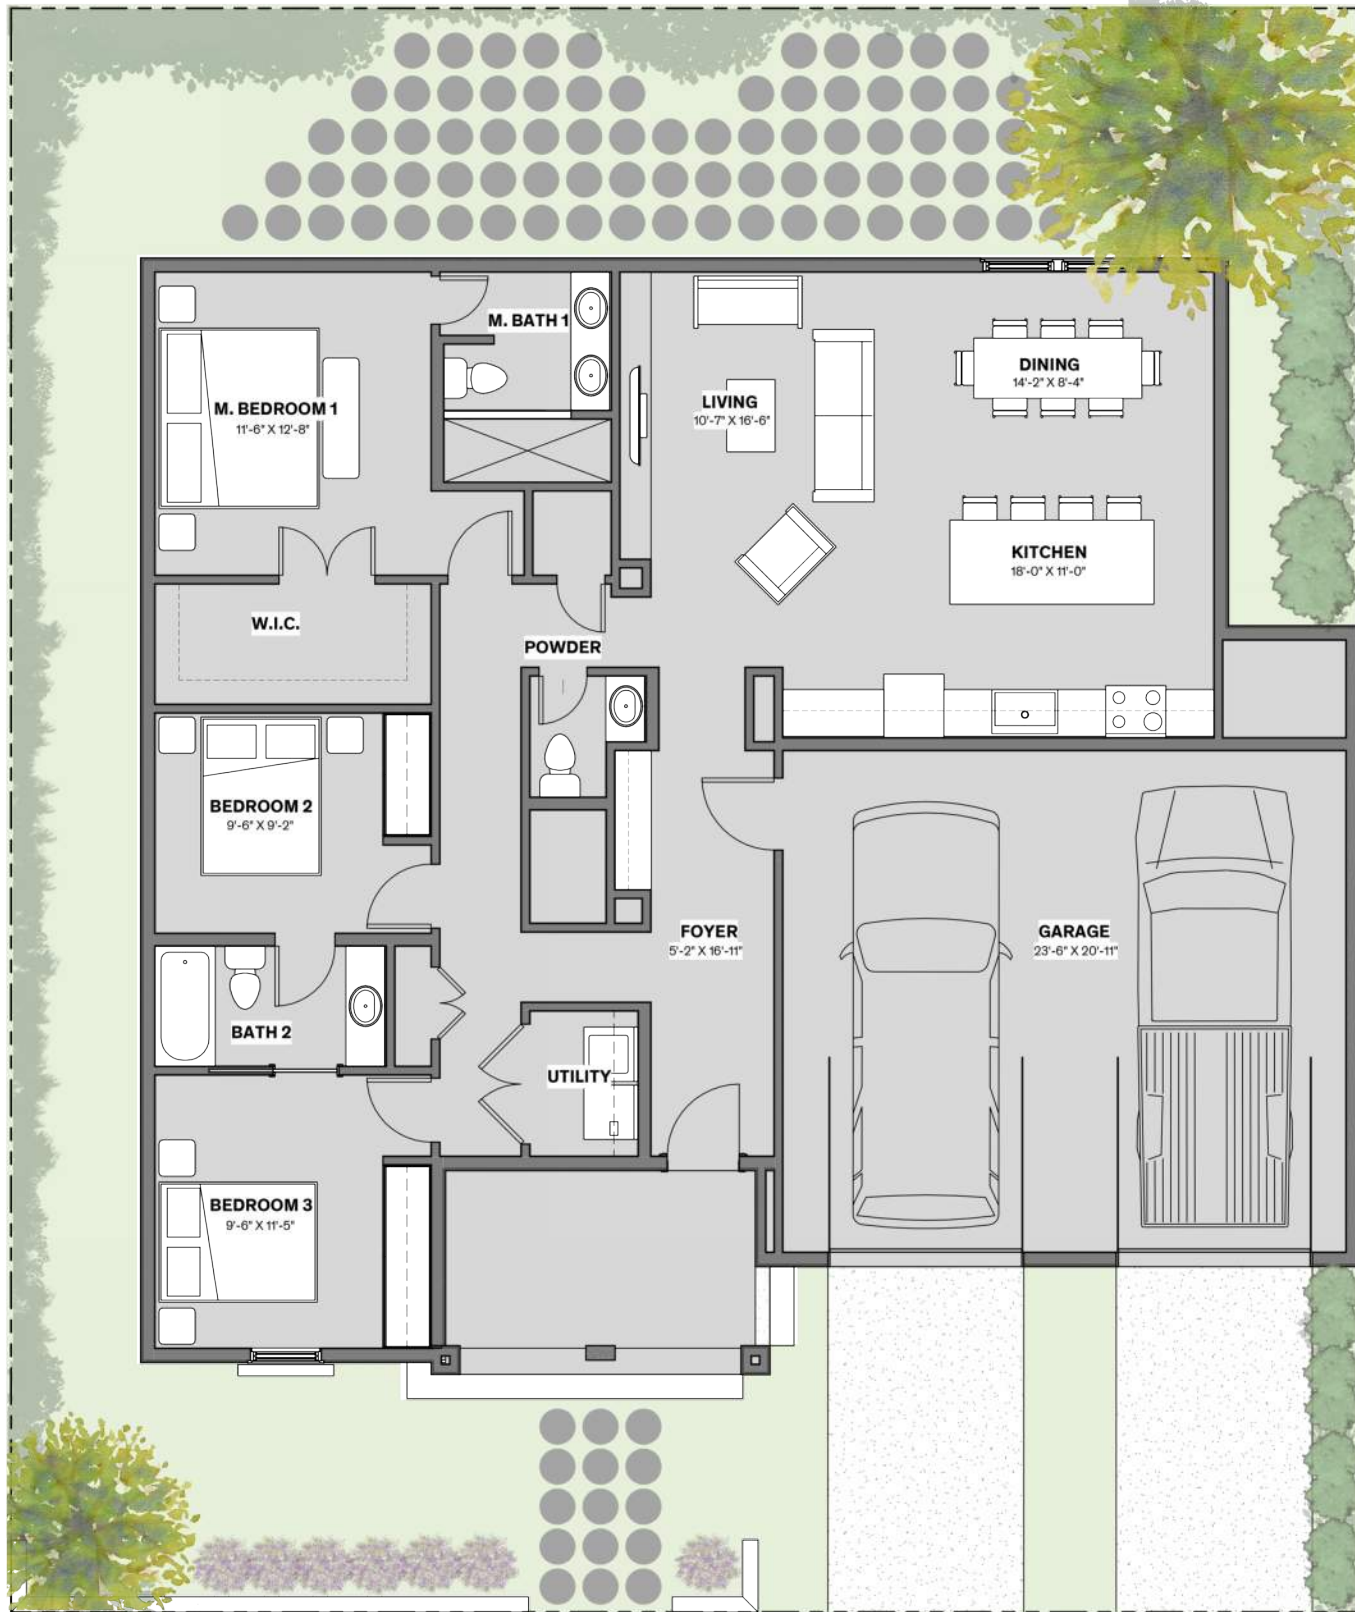 M. BATH 1
M. BEDROOM 1
11'-6" X 12'-8"
LIVING
10'-7" X 16'-6"
DINING
14'-2" X 8'-4"
KITCHEN
18'-0" X 11'-0"
W.I.C.
POWDER
BEDROOM 2
9'-6" X 9'-2"
FOYER
5'-2" X 16'-11"
GARAGE
23'-6" X 20'-11"
BATH 2
UTILITY
BEDROOM 3
9'-6" X 11'-5"